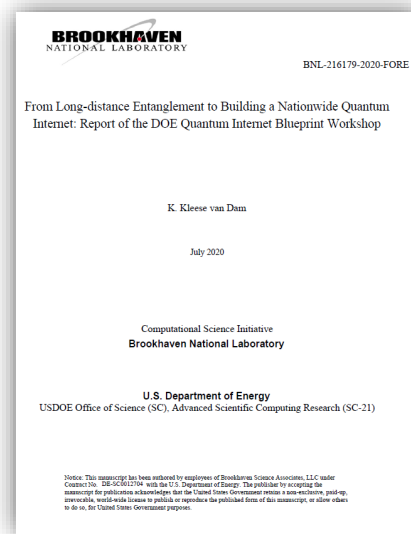 BROOKHAVEN
NATIONAL LABORATORY
BNL-216179-2020-FORE
From Long-distance Entanglement to Building a Nationwide Quantum
Internet: Report of the DOE Quantum Internet Blueprint Workshop
K. Kleese van Dam
July 2020
Computational Science Initiative
Brookhaven National Laboratory
U.S. Department of Energy
USDOE Office of Science (SC), Advanced Scientific Computing Research (SC-21)
Notice: This manuscript has been authored by employees of Brookhaven Science Associates, LLC under
Contract No. DE-SC0012704 with the U.S. Department of Energy. The publisher by accepting the
manuscript for publication acknowledges that the United States Government retains a non-exclusive, paid-up,
irrevocable, world-wide license to publish or reproduce the published form of this manuscript, or allow others
to do so, for United States Government purposes.